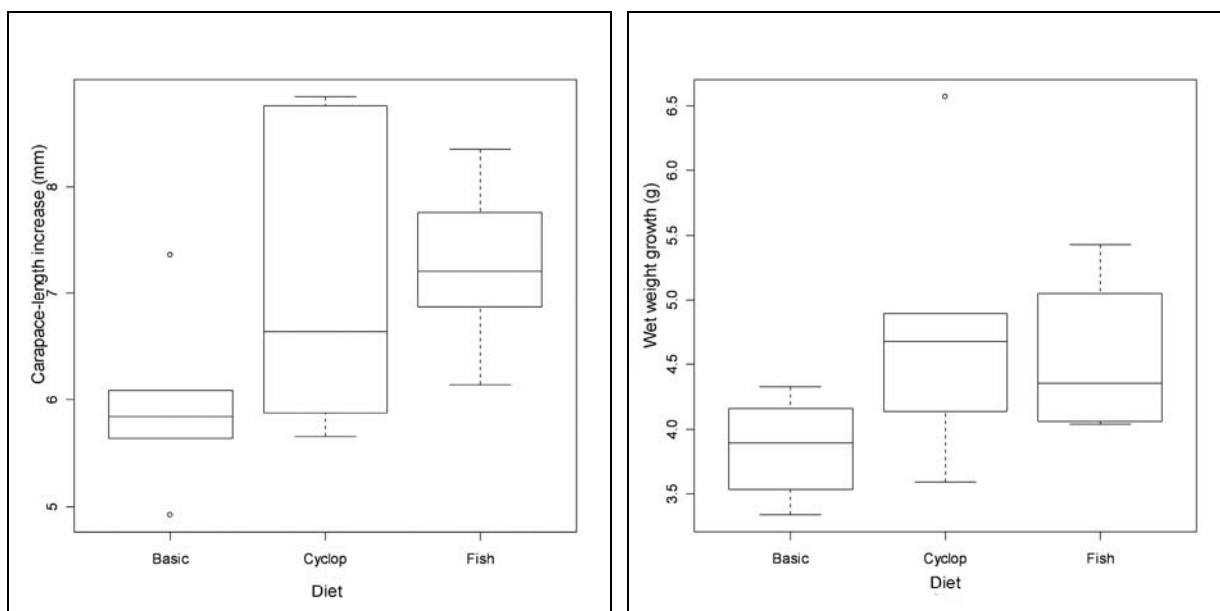 Carapace-length increase (mm)
8
7
6
5
Basic
Cyclop
Fish
Diet
Wet weight growth (g)
6.5
6.0
5.5
5.0
4.5
4.0
3.5
Basic
Cyclop
Fish
Diet